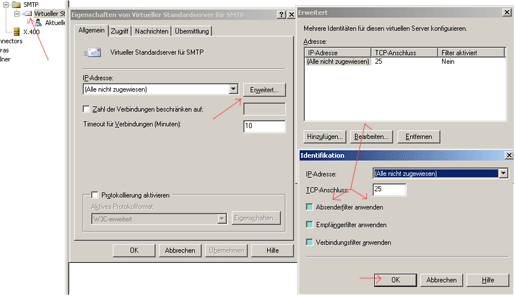 SMTP
Virtueller St
Aktuelle
X.400
nnectors
ras
dner
Eigenschaften von Virtueller Standardserver für SMTP
Allgemein Zugriff Nachrichten Übermittlung
Virtueller Standardserver für SMTP
IP-Adresse:
(Alle nicht zugewiesen)
Erweitert...
Zahl der Verbindungen beschränken auf:
Timeout für Verbindungen (Minuten):
10
Protokollierung aktivieren
Aktives Protokollformat:
W3C-erweitert
Eigenschaften...
OK Abbrechen Übernehmen Hilfe
Erweitert
Mehrere Identitäten für diesen virtuellen Server konfigurieren.
Adresse:
IP-Adresse TCP-Anschluss Filter aktiviert
(Alle nicht zugewiesen) 25 Nein
Hinzufügen... Bearbeiten... Entfernen
Identifikation
IP-Adresse:
(Alle nicht zugewiesen)
TCP-Anschluss:
25
Absenderfilter anwenden
Empfängerfilter anwenden
Verbindungsfilter anwenden
OK Abbrechen Hilfe